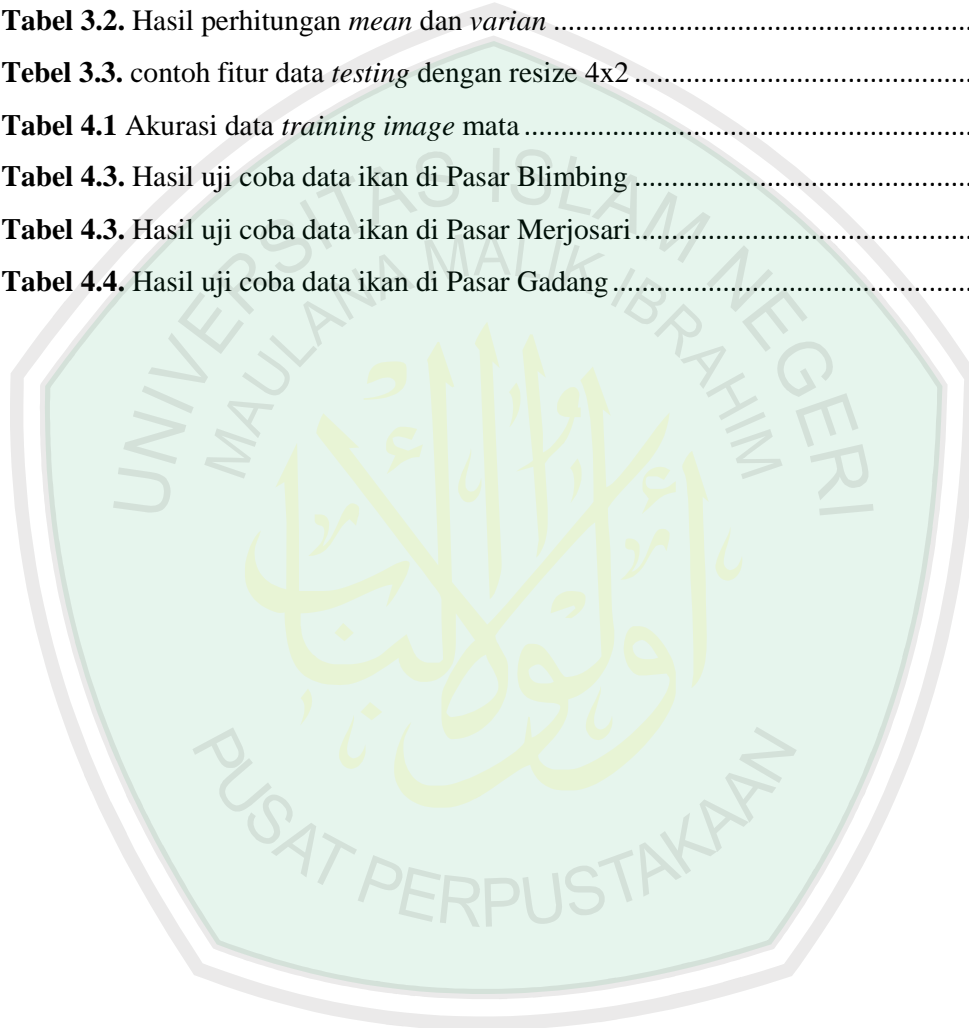 Tabel 3.2. Hasil perhitungan mean dan varian ....................................................................
Tebel 3.3. contoh fitur data testing dengan resize 4x2 .......................................................
Tabel 4.1 Akurasi data training image mata ........................................................................
Tabel 4.3. Hasil uji coba data ikan di Pasar Blimbing .......................................................
Tabel 4.3. Hasil uji coba data ikan di Pasar Merjosari .......................................................
Tabel 4.4. Hasil uji coba data ikan di Pasar Gadang ..........................................................
UNIVERSITAS ISLAM NEGERI
MAULANA MALIK IBRAHIM
PUSAT PERPUSTAKAAN